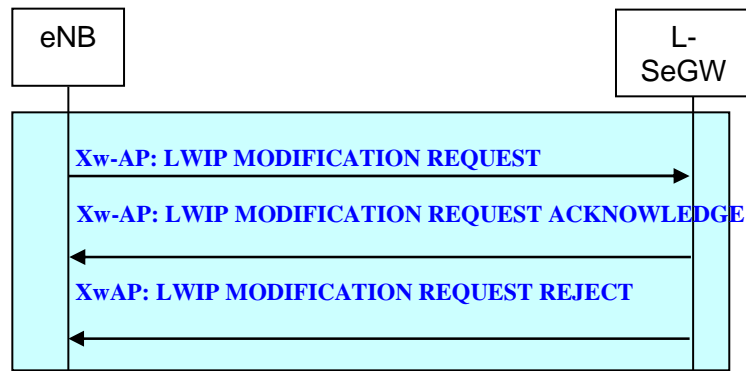 eNB
L-
SeGW
Xw-AP: LWIP MODIFICATION REQUEST
Xw-AP: LWIP MODIFICATION REQUEST ACKNOWLEDGE
XwAP: LWIP MODIFICATION REQUEST REJECT